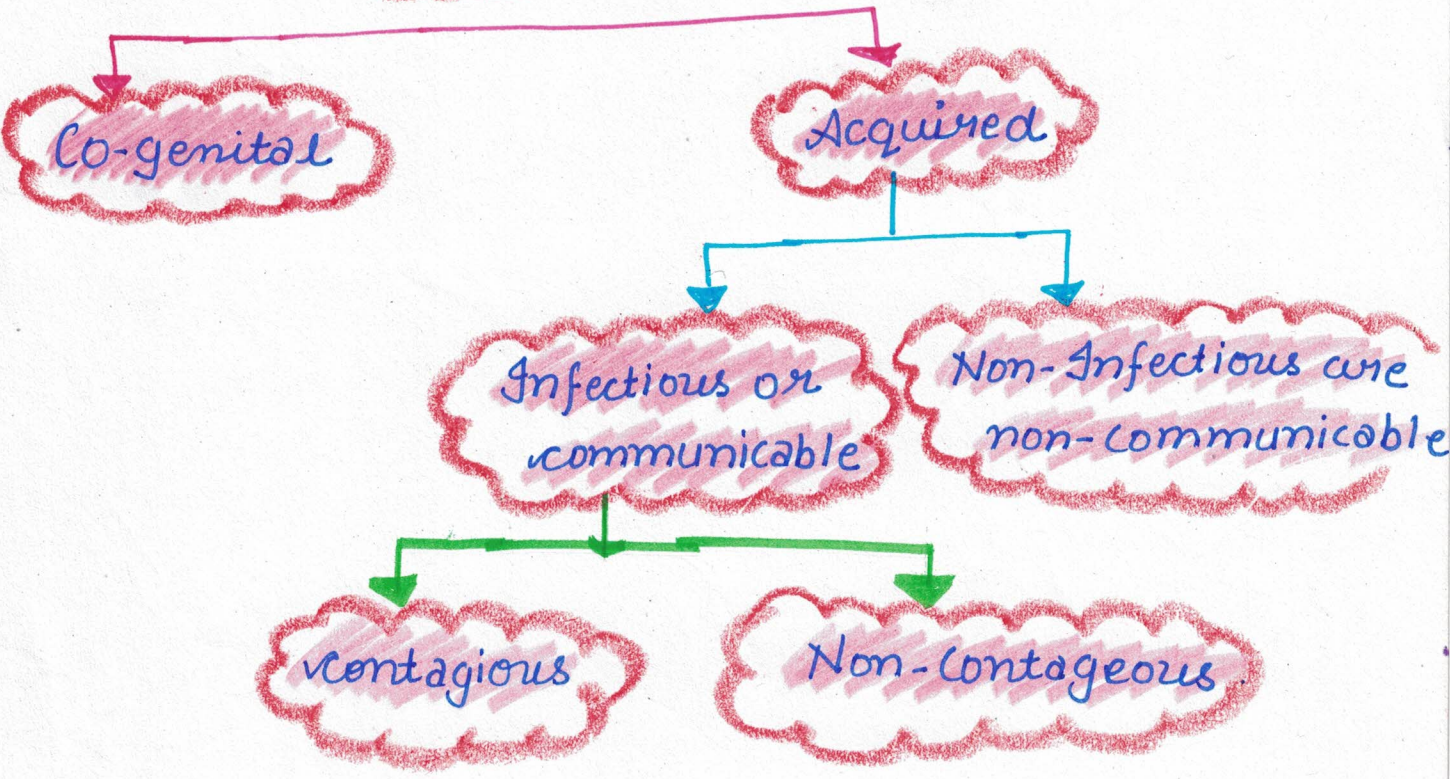 Co-genital
Acquired
Infectious or
communicable
Non-Infectious are
non-communicable
contagious
Non-Contageous